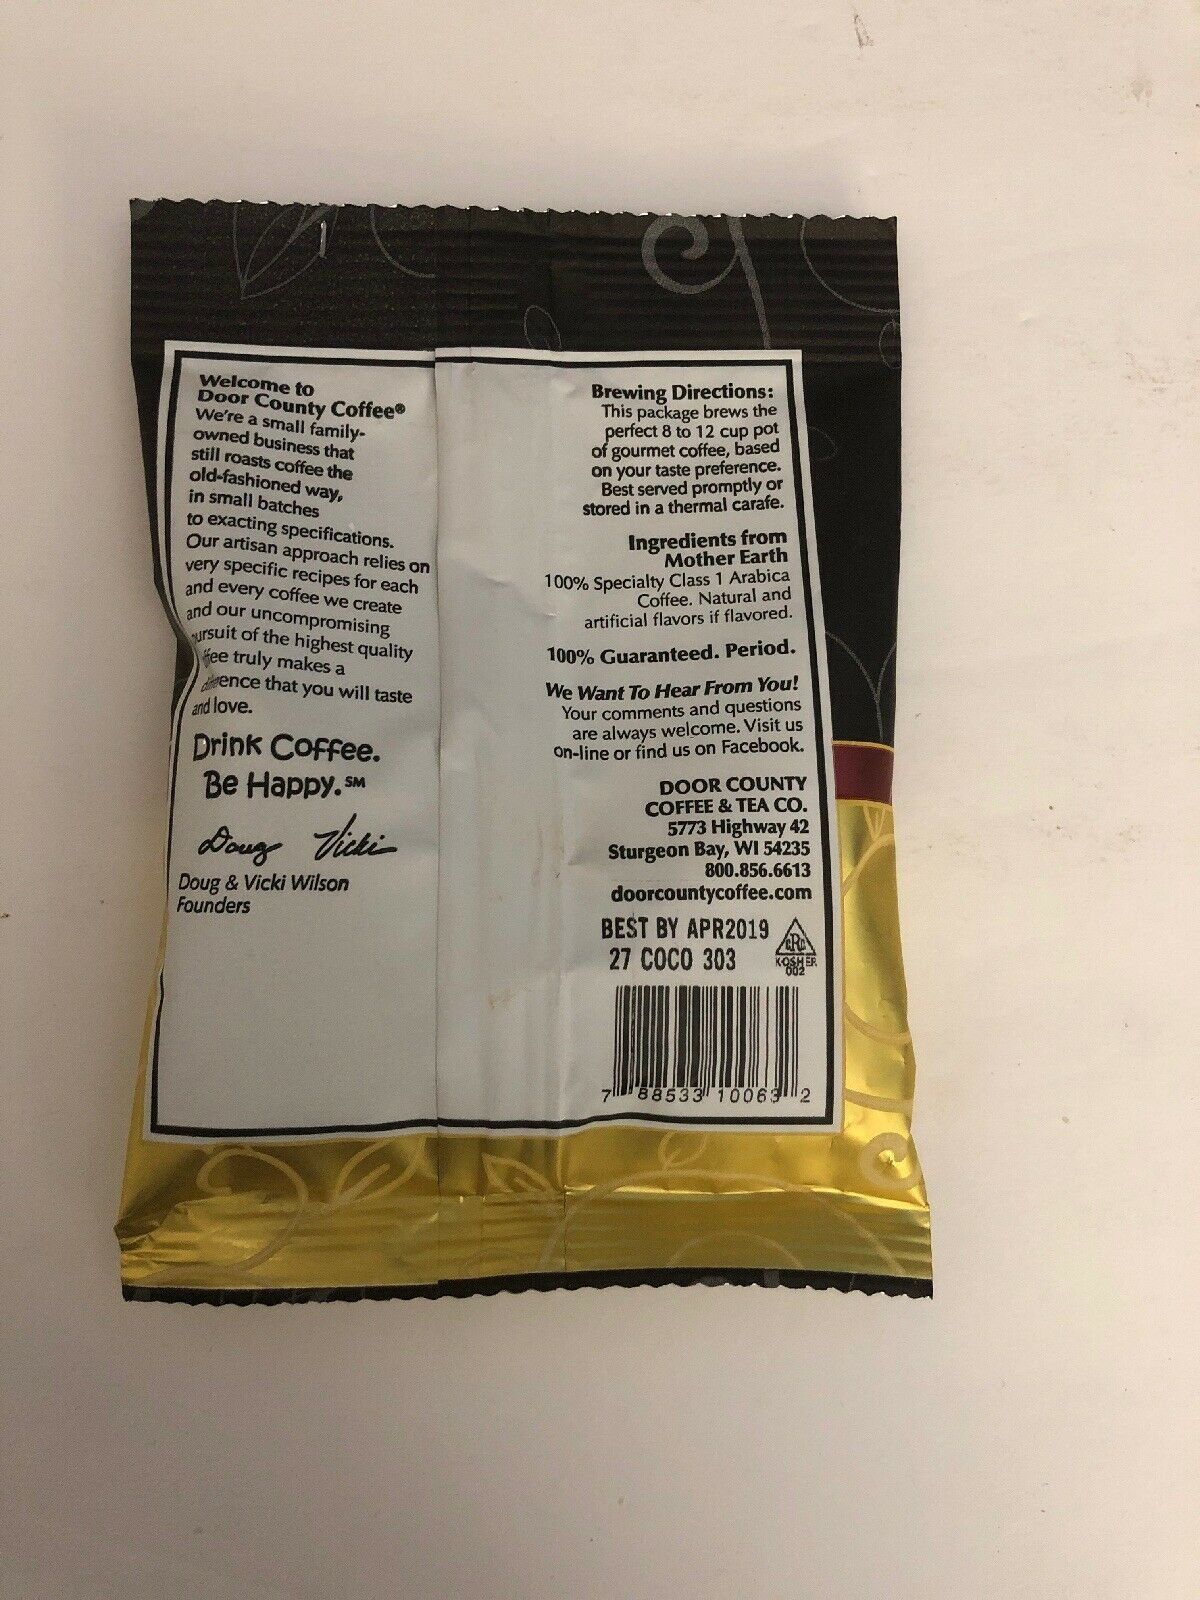 Welcome to
Door County Coffee®
We're a small family-
owned business that
still roasts coffee the
old-fashioned way,
in small batches
to exacting specifications.
Our artisan approach relies on
very specific recipes for each
and every coffee we create
and our uncompromising
ursuit of the highest quality
truly makes a
that you will taste
and love.
Drink Coffee.
Be Happy.℠
Doug Vicki
Doug & Vicki Wilson
Founders
Brewing Directions:
This package brews the
perfect 8 to 12 cup pot
of gourmet coffee, based
on your taste preference.
Best served promptly or
stored in a thermal carafe.
Ingredients from
Mother Earth
100% Specialty Class 1 Arabica
Coffee. Natural and
artificial flavors if flavored.
100% Guaranteed. Period.
We Want To Hear From You!
Your comments and questions
are always welcome. Visit us
on-line or find us on Facebook.
DOOR COUNTY
COFFEE & TEA CO.
5773 Highway 42
Sturgeon Bay, WI 54235
800.856.6613
doorcountycoffee.com
BEST BY APR2019
27 COCO 303
CRC
KOSHER
002
7 88533 10063 2